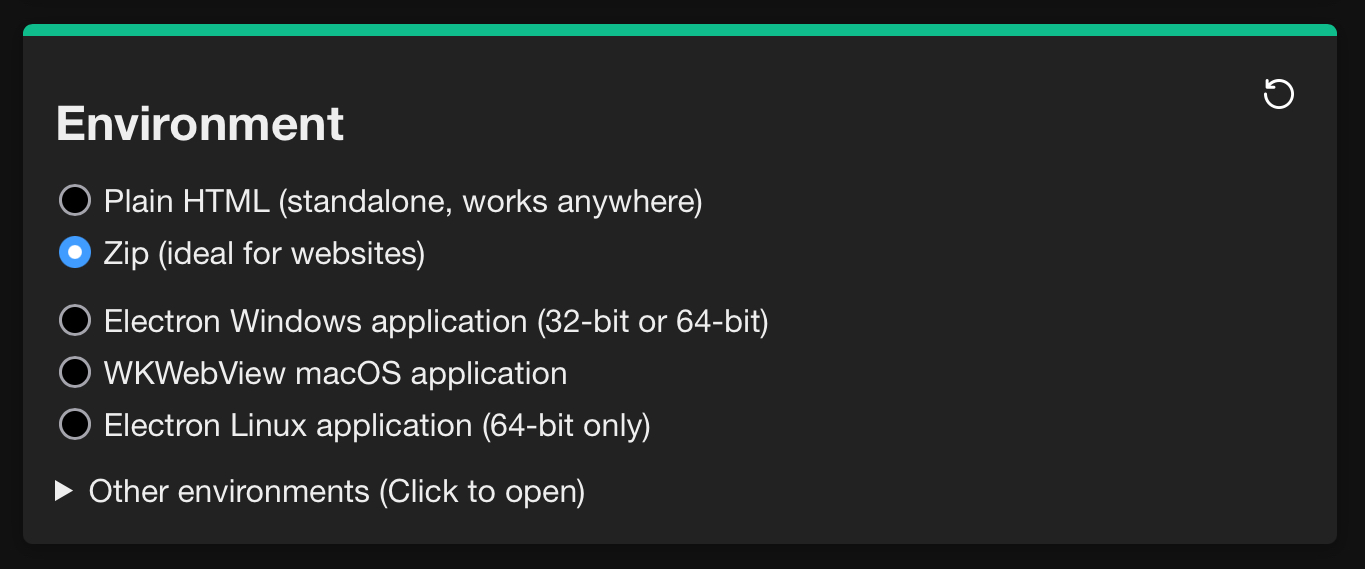 Environment
Plain HTML (standalone, works anywhere)
Zip (ideal for websites)
Electron Windows application (32-bit or 64-bit)
WKWebView macOS application
Electron Linux application (64-bit only)
Other environments (Click to open)